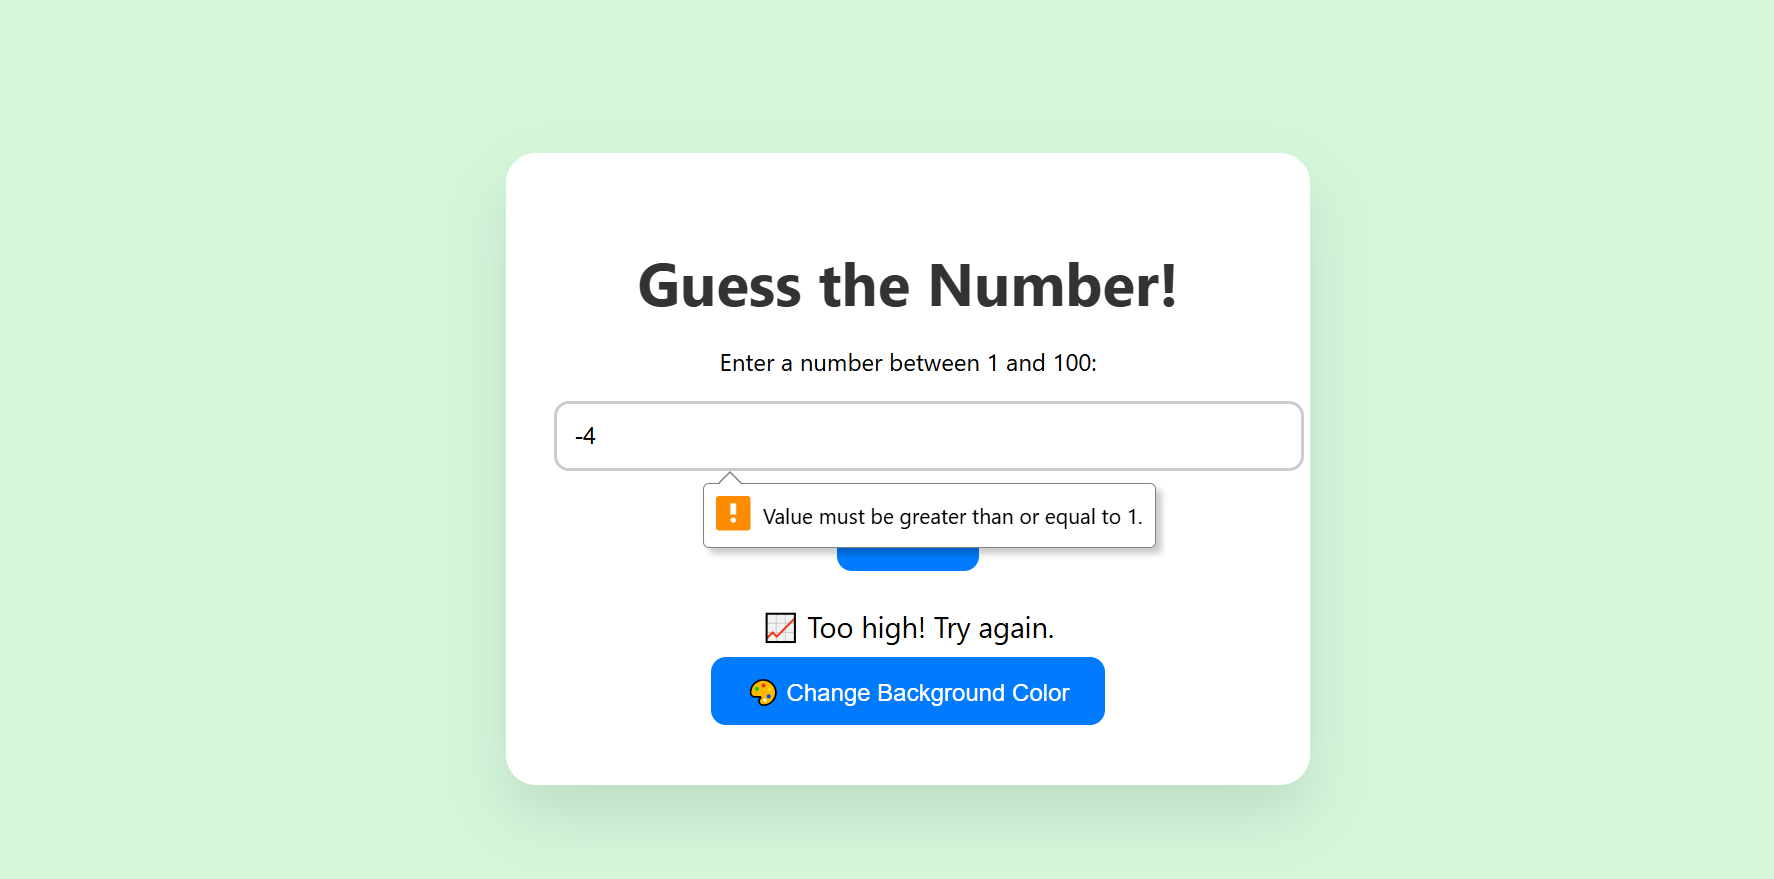 Guess the Number!
Enter a number between 1 and 100:
-4
Value must be greater than or equal to 1.
Too high! Try again.
Change Background Color